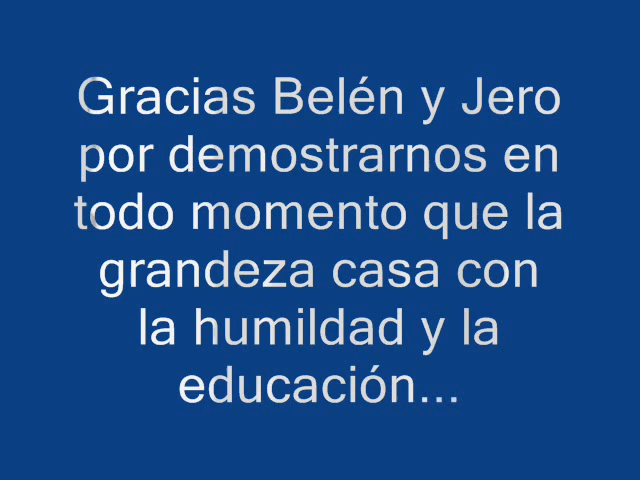 Gracias Belén y Jero
por demostrarnos en
todo momento que la
grandeza casa con
la humildad y la
educación...